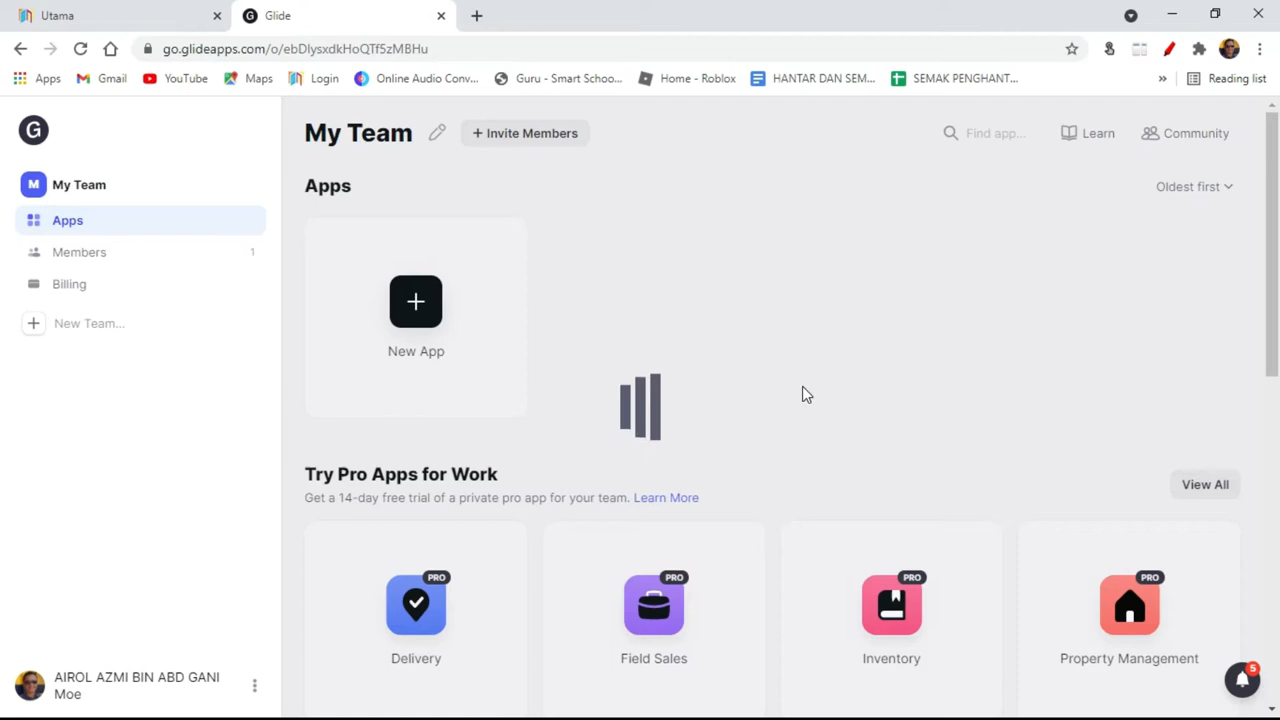 Utama
G Glide
go.glideapps.com/o/ebDIysxdkHoQTf5zMBHu
Apps
Gmail
YouTube
Maps
Login
Online Audio Conv...
Guru - Smart Schoo...
Home - Roblox
HANTAR DAN SEM...
SEMAK PENGHANT...
»
Reading list
G
My Team
+ Invite Members
Find app...
Learn
Community
M My Team
Apps
Members 1
Billing
+ New Team...
Apps
Oldest first
New App
Try Pro Apps for Work
Get a 14-day free trial of a private pro app for your team. Learn More
View All
PRO
Delivery
PRO
Field Sales
PRO
Inventory
PRO
Property Management
AIROL AZMI BIN ABD GANI
Moe
5